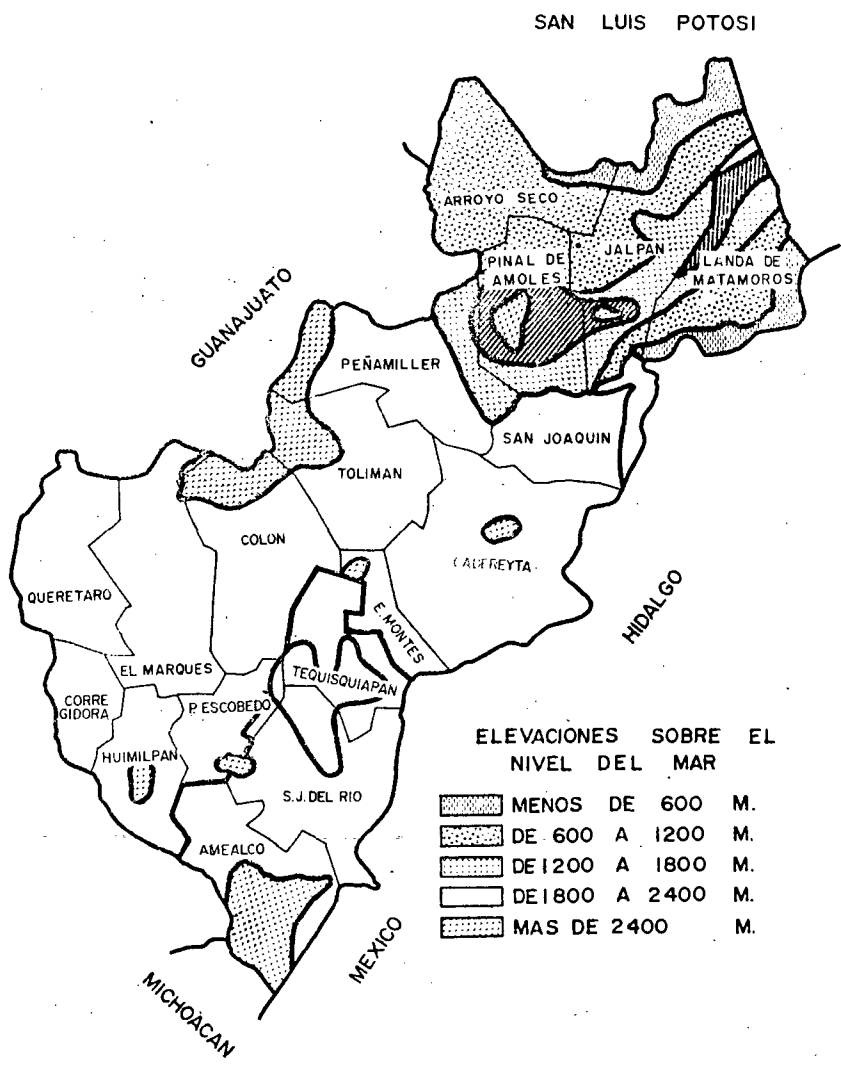 SAN LUIS POTOSI
ARROYO SECO
PINAL DE
AMOLES
JALPAN
LANDA DE
MATAMOROS
GUANAJUATO
PEÑAMILLER
SAN JOAQUIN
TOLIMAN
COLON
CADEREYTA
QUERETARO
E. MONTES
HIDALGO
EL MARQUES
TEQUISQUIAPAN
CORRE
GIDORA
P. ESCOBEDO
HUIMILPAN
S.J. DEL RIO
AMEALCO
MEXICO
MICHOACAN
ELEVACIONES SOBRE EL
NIVEL DEL MAR
MENOS DE 600 M.
DE 600 A 1200 M.
DE 1200 A 1800 M.
DE 1800 A 2400 M.
MAS DE 2400 M.